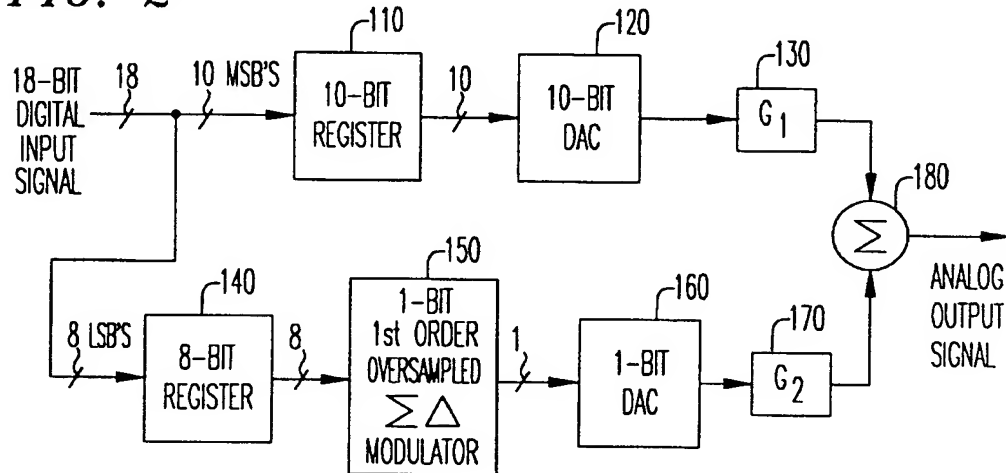 FIG. 2
110
120
130
18-BIT
DIGITAL
INPUT
SIGNAL
18
10 MSB'S
10-BIT
REGISTER
10
10-BIT
DAC
G1
180
Σ
ANALOG
OUTPUT
SIGNAL
140
150
160
170
8 LSB'S
8-BIT
REGISTER
8
1-BIT
1st ORDER
OVERSAMPLED
ΣΔ
MODULATOR
1
1-BIT
DAC
G2